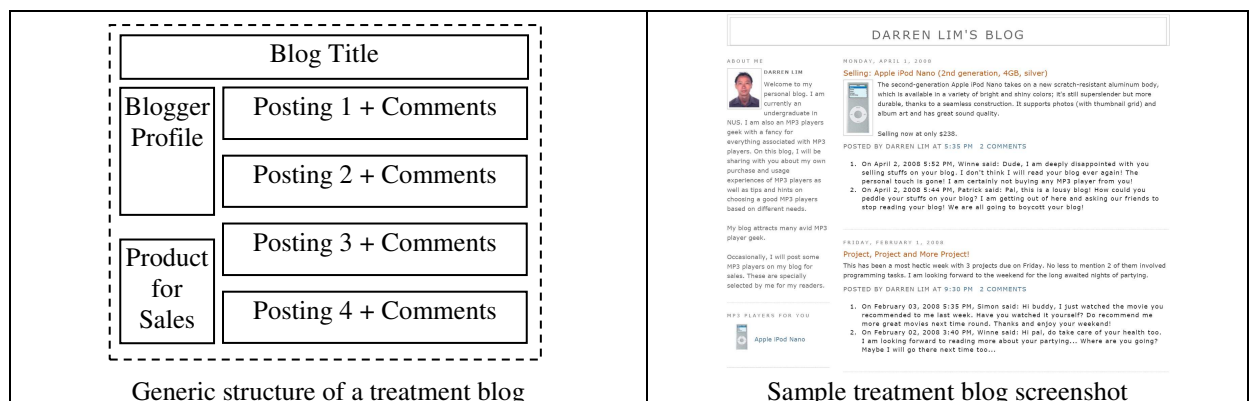 Blog Title
Blogger
Profile
Posting 1 + Comments
Posting 2 + Comments
Posting 3 + Comments
Posting 4 + Comments
Product
for
Sales
Generic structure of a treatment blog
DARREN LIM'S BLOG
ABOUT ME
DARREN LIM
Welcome to my
personal blog. I am
currently an
undergraduate in
NUS. I am also an MP3 players
geek with a fancy for
everything associated with MP3
players. On this blog, I will be
sharing with you about my own
purchase and usage
experiences of MP3 players as
well as tips and hints on
choosing a good MP3 players
based on different needs.
My blog attracts many avid MP3
player geek.
Occasionally, I will post some
MP3 players on my blog for
sales. These are specially
selected by me for my readers.
MP3 PLAYERS FOR YOU
Apple iPod Nano
MONDAY, APRIL 1, 2008
Selling: Apple iPod Nano (2nd generation, 4GB, silver)
The second-generation Apple iPod Nano takes on a new scratch-resistant aluminum body,
which is available in a variety of bright and shiny colors; it's still superslender but more
durable, thanks to a seamless construction. It supports photos (with thumbnail grid) and
album art and has great sound quality.
Selling now at only $238.
POSTED BY DARREN LIM AT 5:35 PM 2 COMMENTS
1. On April 2, 2008 5:52 PM, Winne said: Dude, I am deeply disappointed with you
selling stuffs on your blog. I don't think I will read your blog ever again! The
personal touch is gone! I am certainly not buying any MP3 player from you!
2. On April 2, 2008 5:44 PM, Patrick said: Pal, this is a lousy blog! How could you
peddle your stuffs on your blog? I am getting out of here and asking our friends to
stop reading your blog! We are all going to boycott your blog!
FRIDAY, FEBRUARY 1, 2008
Project, Project and More Project!
This has been a most hectic week with 3 projects due on Friday. No less to mention 2 of them involved
programming tasks. I am looking forward to the weekend for the long awaited nights of partying.
POSTED BY DARREN LIM AT 9:30 PM 2 COMMENTS
1. On February 03, 2008 5:35 PM, Simon said: Hi buddy, I just watched the movie you
recommended to me last week. Have you watched it yourself? Do recommend me
more great movies next time round. Thanks and enjoy your weekend!
2. On February 02, 2008 3:40 PM, Winne said: Hi pal, do take care of your health too.
I am looking forward to reading more about your partying... Where are you going?
Maybe I will go there next time too...
Sample treatment blog screenshot